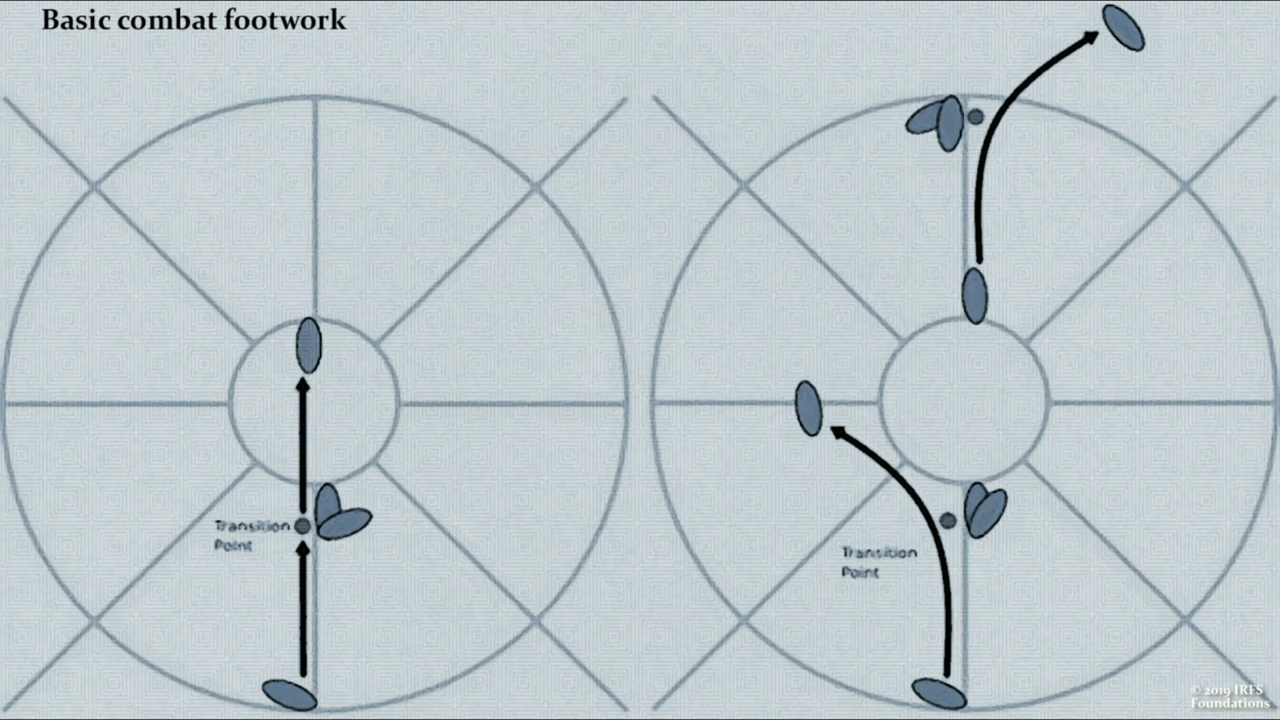 Basic combat footwork
Transition
Point
Transition
Point
© 2019 IRFS
Foundations